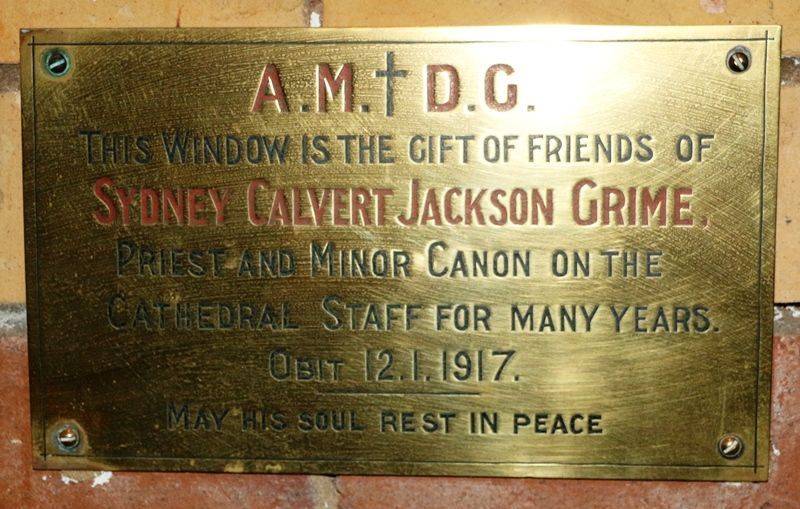 A.M.†D.G.
THIS WINDOW IS THE GIFT OF FRIENDS OF
SYDNEY CALVERT JACKSON GRIME,
PRIEST AND MINOR CANON ON THE
CATHEDRAL STAFF FOR MANY YEARS.
OBIT 12.1.1917.
MAY HIS SOUL REST IN PEACE